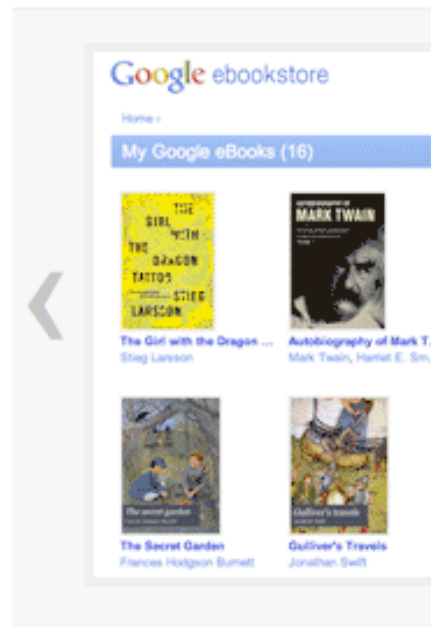 Google ebookstore
Home ›
My Google eBooks (16)
THE
GIRL
WITH
THE
DRAGON
TATTOO
STIEG
LARSSON
AUTOBIOGRAPHY OF
MARK TWAIN
The Girl with the Dragon ...
Stieg Larsson
Autobiography of Mark T.
Mark Twain, Harriet E. Sm.
The secret garden
Gulliver's travels
The Secret Garden
Frances Hodgson Burnett
Gulliver's Travels
Jonathan Swift